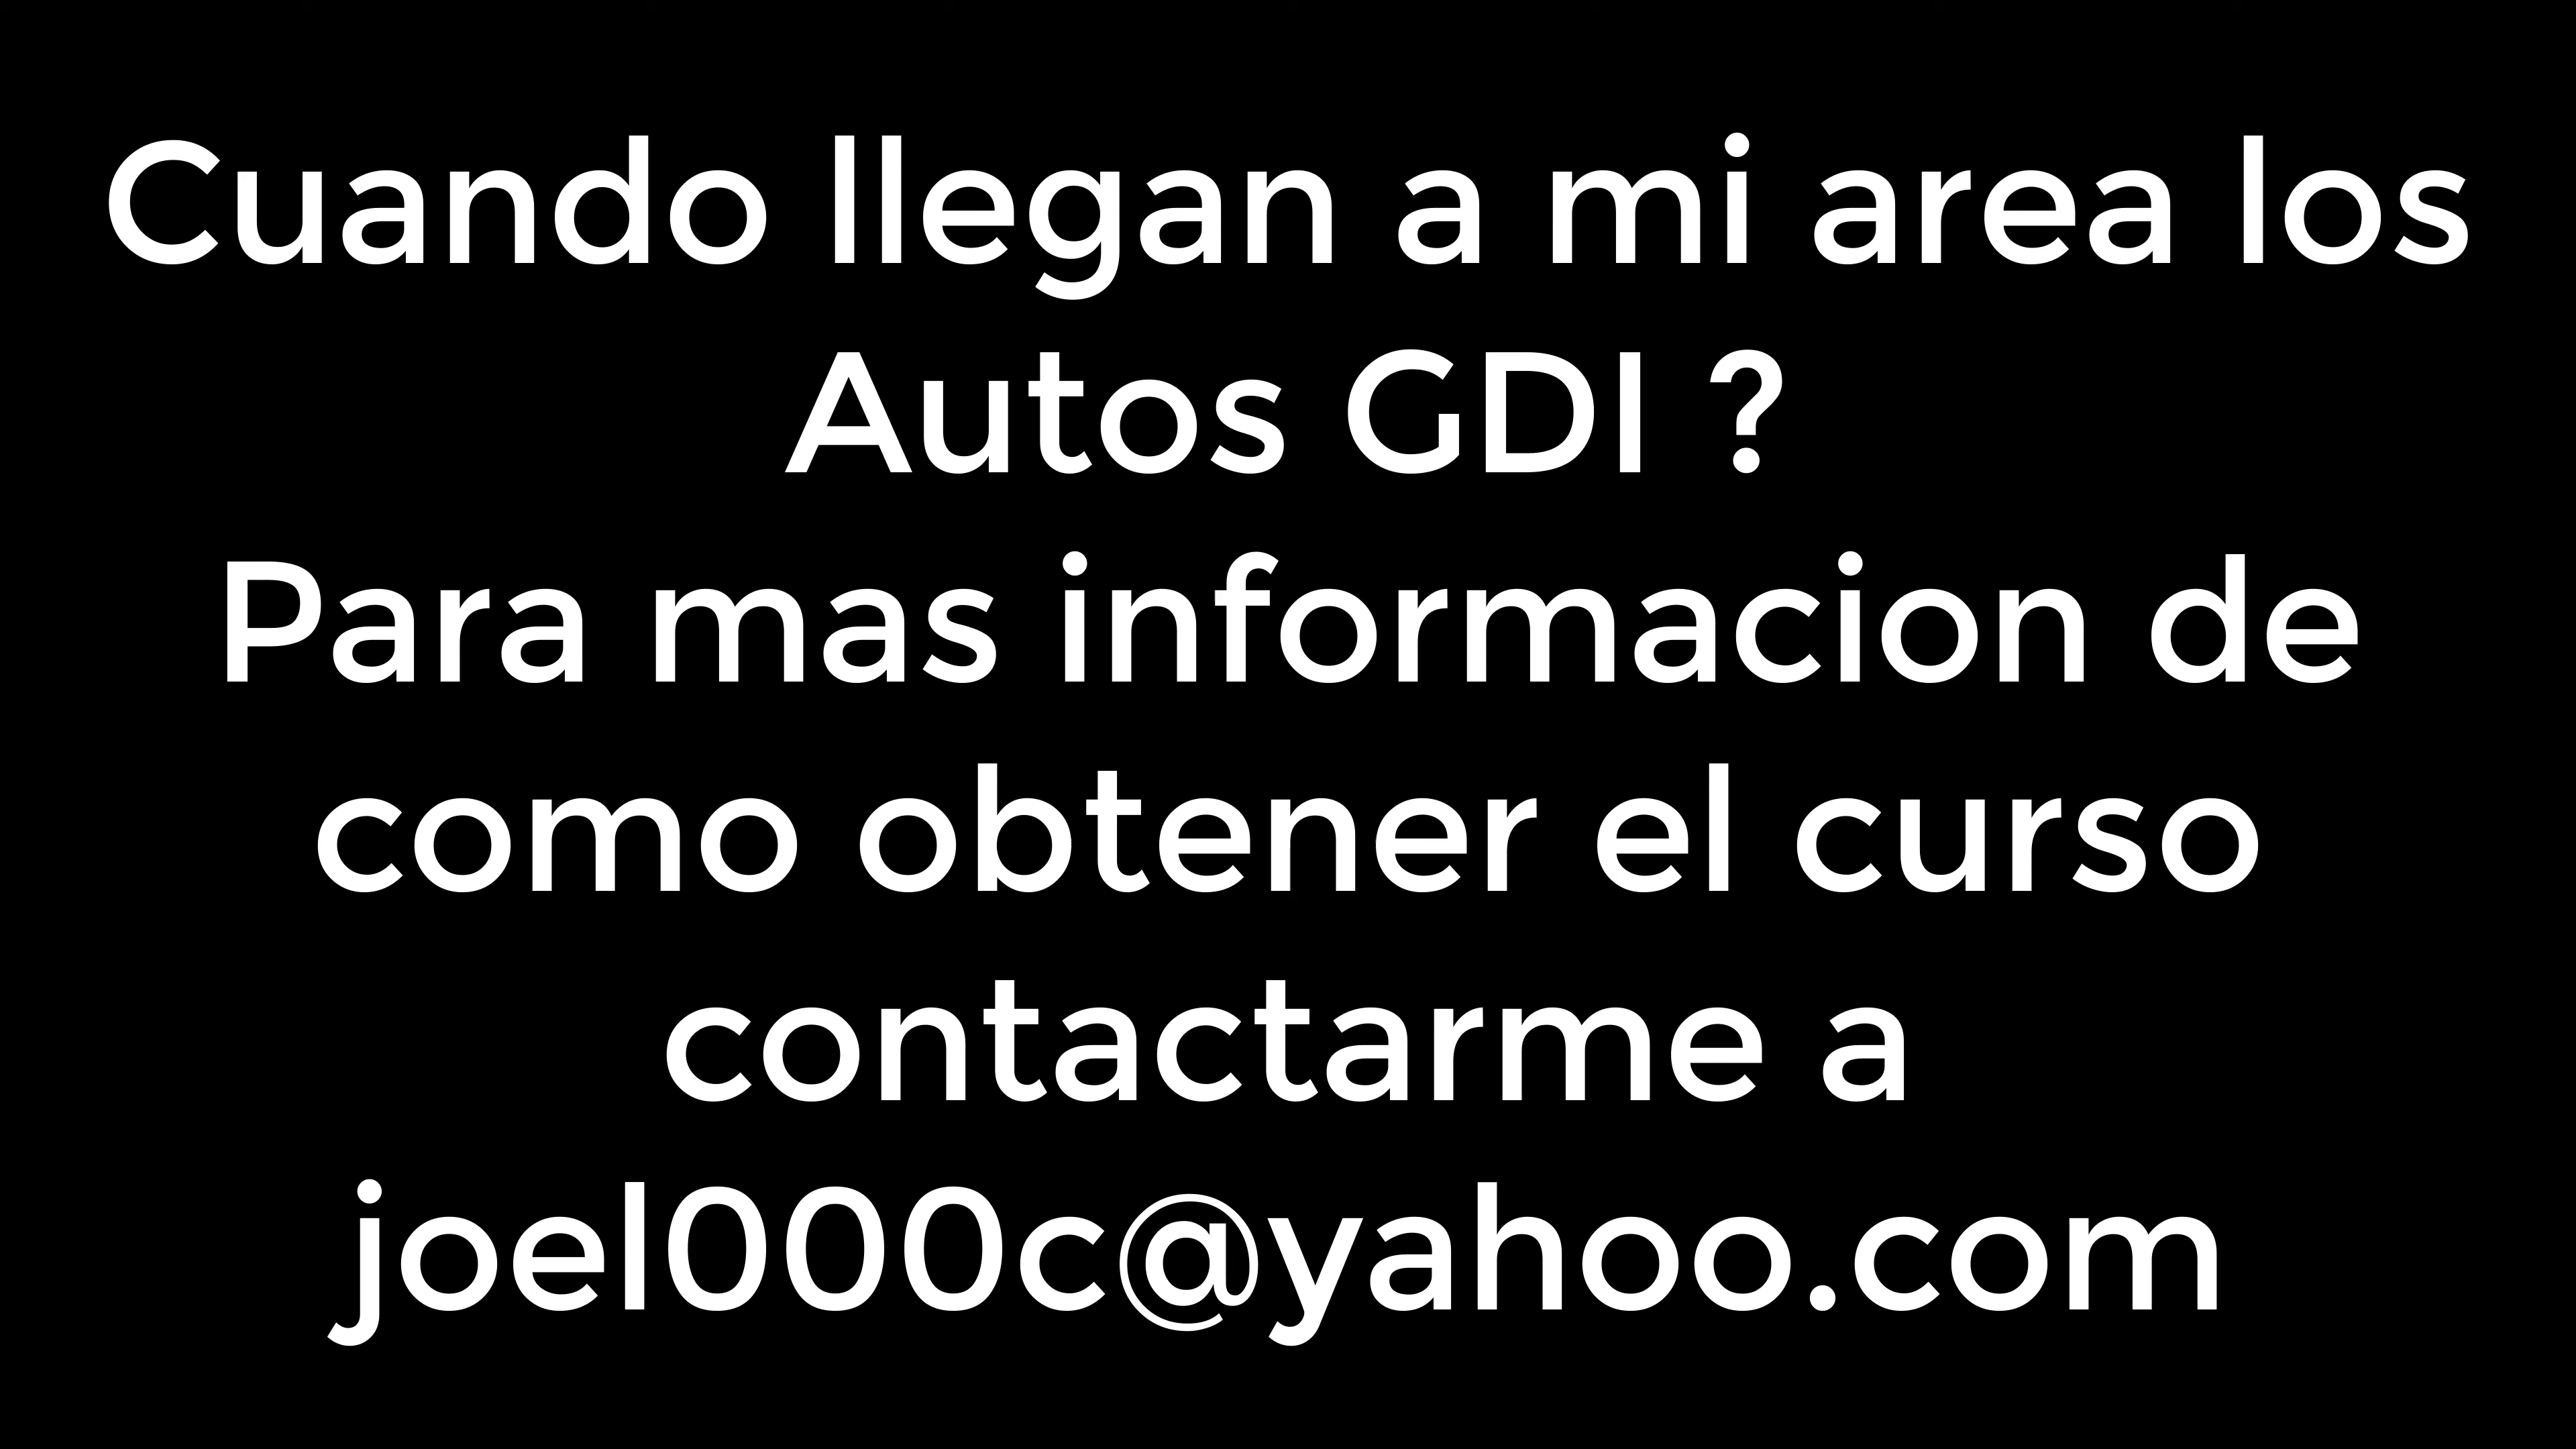 Cuando llegan a mi area los
Autos GDI ?
Para mas informacion de
como obtener el curso
contactarme a
joel000c@yahoo.com